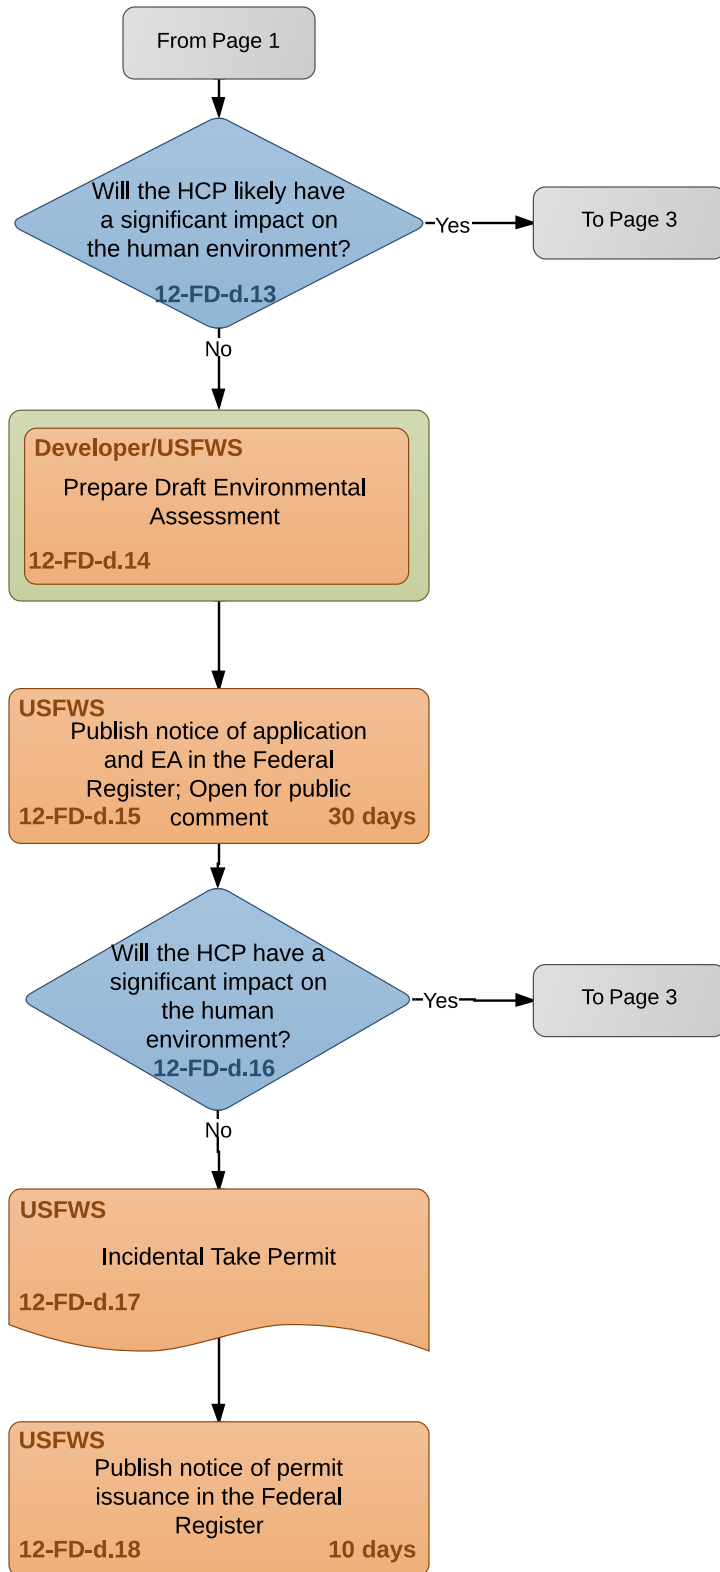 From Page 1
Will the HCP likely have
a significant impact on
the human environment?
12-FD-d.13
Yes
To Page 3
No
Developer/USFWS
Prepare Draft Environmental
Assessment
12-FD-d.14
USFWS
Publish notice of application
and EA in the Federal
Register; Open for public
comment
12-FD-d.15
30 days
Will the HCP have a
significant impact on
the human
environment?
12-FD-d.16
Yes
To Page 3
No
USFWS
Incidental Take Permit
12-FD-d.17
USFWS
Publish notice of permit
issuance in the Federal
Register
12-FD-d.18
10 days